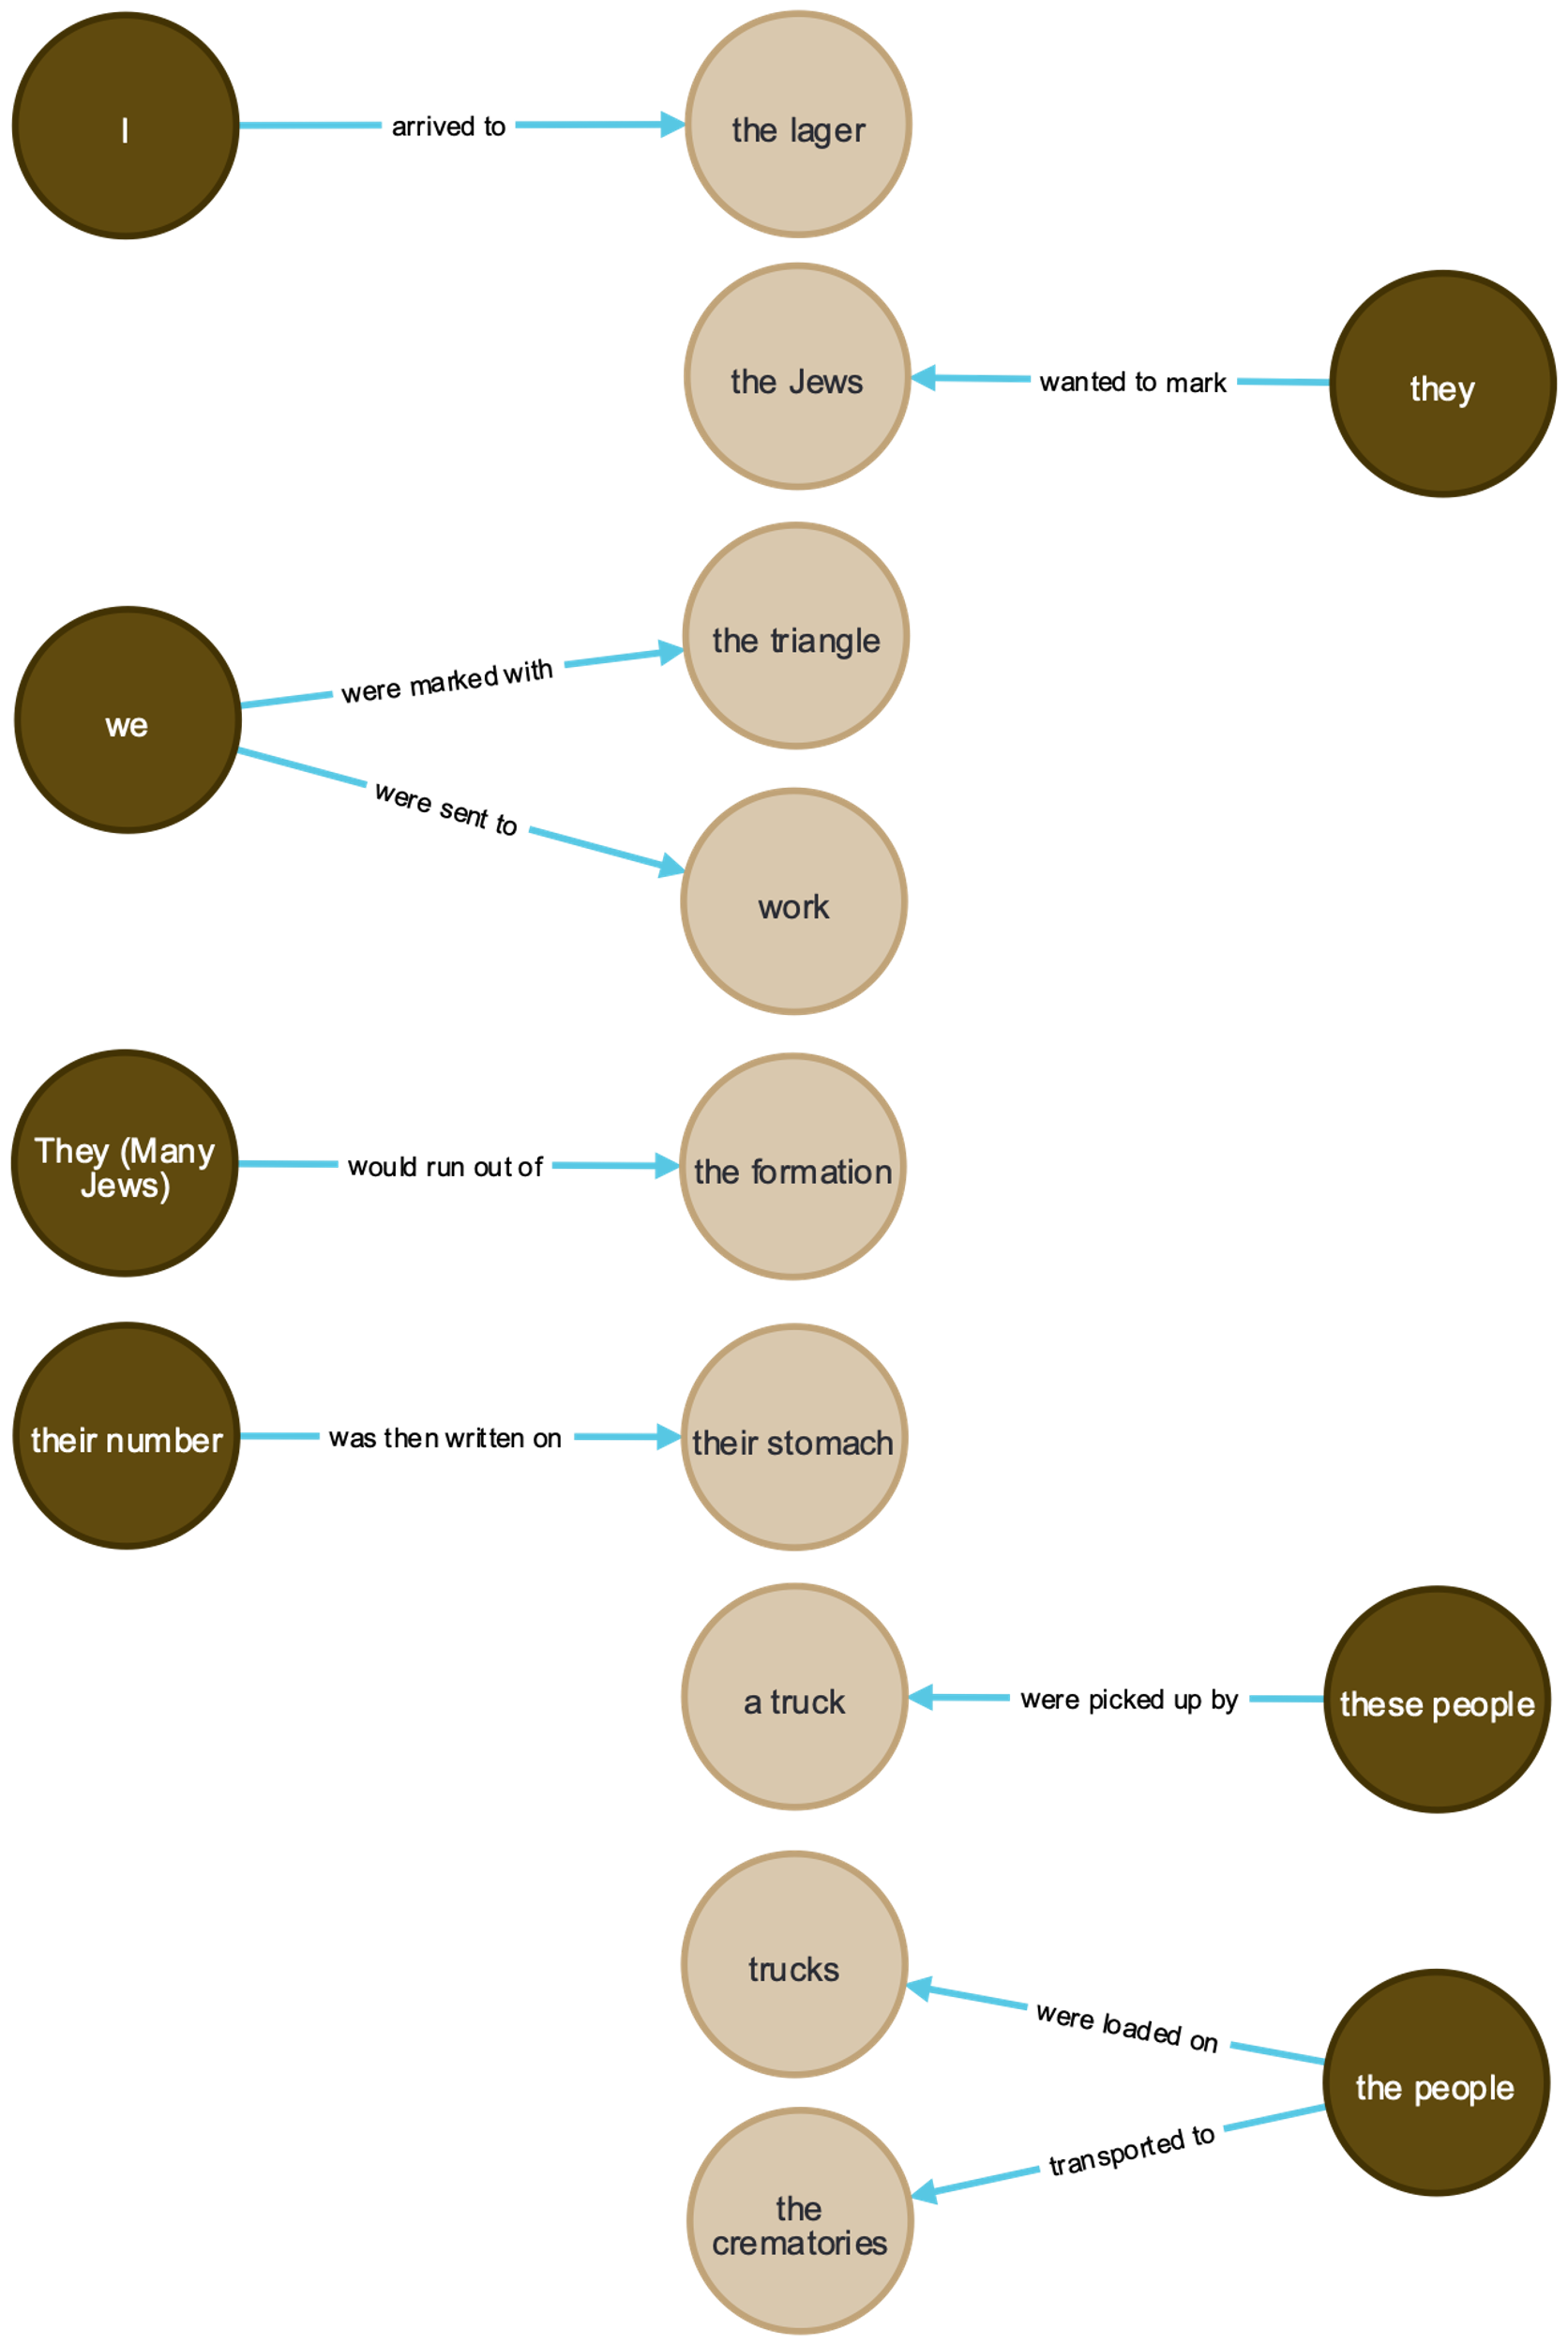 I
arrived to
the lager
the Jews
wanted to mark
they
we
were marked with
the triangle
were sent to
work
They (Many
Jews)
would run out of
the formation
their number
was then written on
their stomach
a truck
were picked up by
these people
trucks
were loaded on
the people
transported to
the
crematories